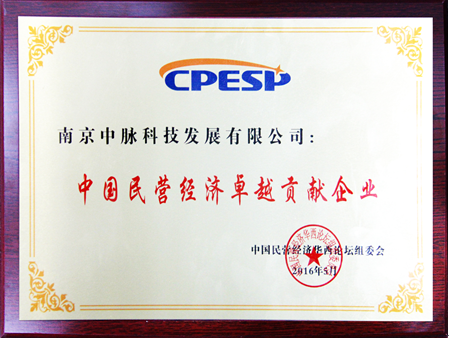 CPESP
南京中脉科技发展有限公司：
中国民营经济卓越贡献企业
中国民营经济华西论坛组委会
2016年5月